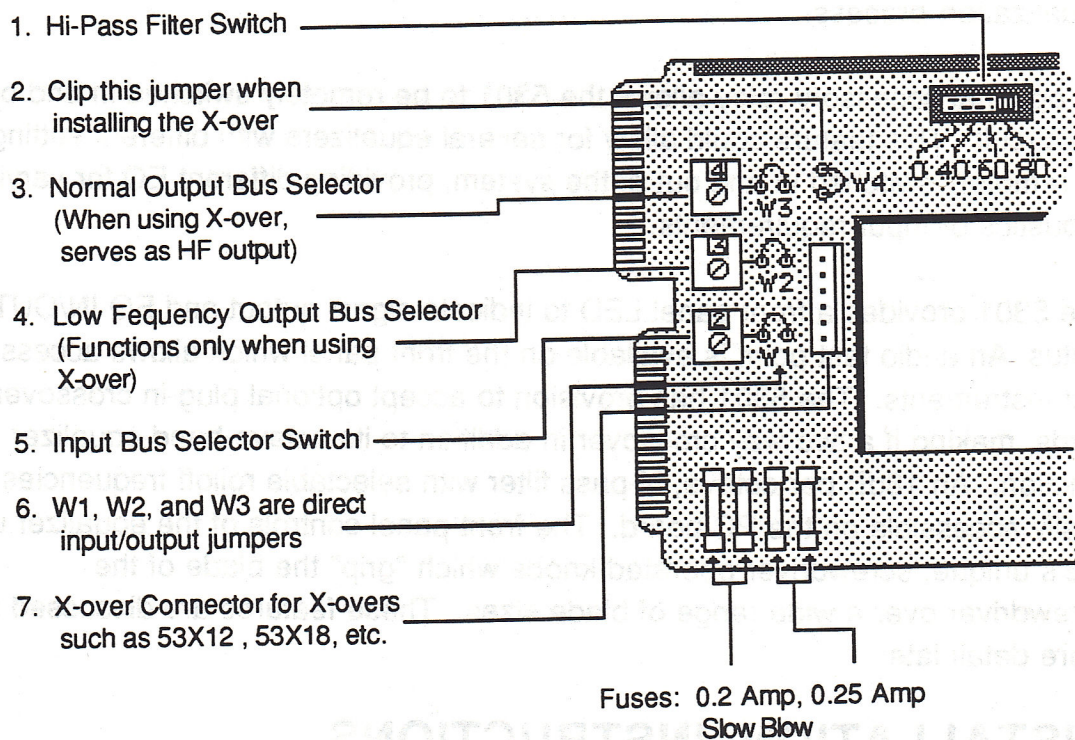 1. Hi-Pass Filter Switch
2. Clip this jumper when
installing the X-over
3. Normal Output Bus Selector
(When using X-over,
serves as HF output)
4. Low Fequency Output Bus Selector
(Functions only when using
X-over)
5. Input Bus Selector Switch
6. W1, W2, and W3 are direct
input/output jumpers
7. X-over Connector for X-overs
such as 53X12 , 53X18, etc.
0 40 60 80
4
W3
W4
3
W2
2
W1
Fuses: 0.2 Amp, 0.25 Amp
Slow Blow